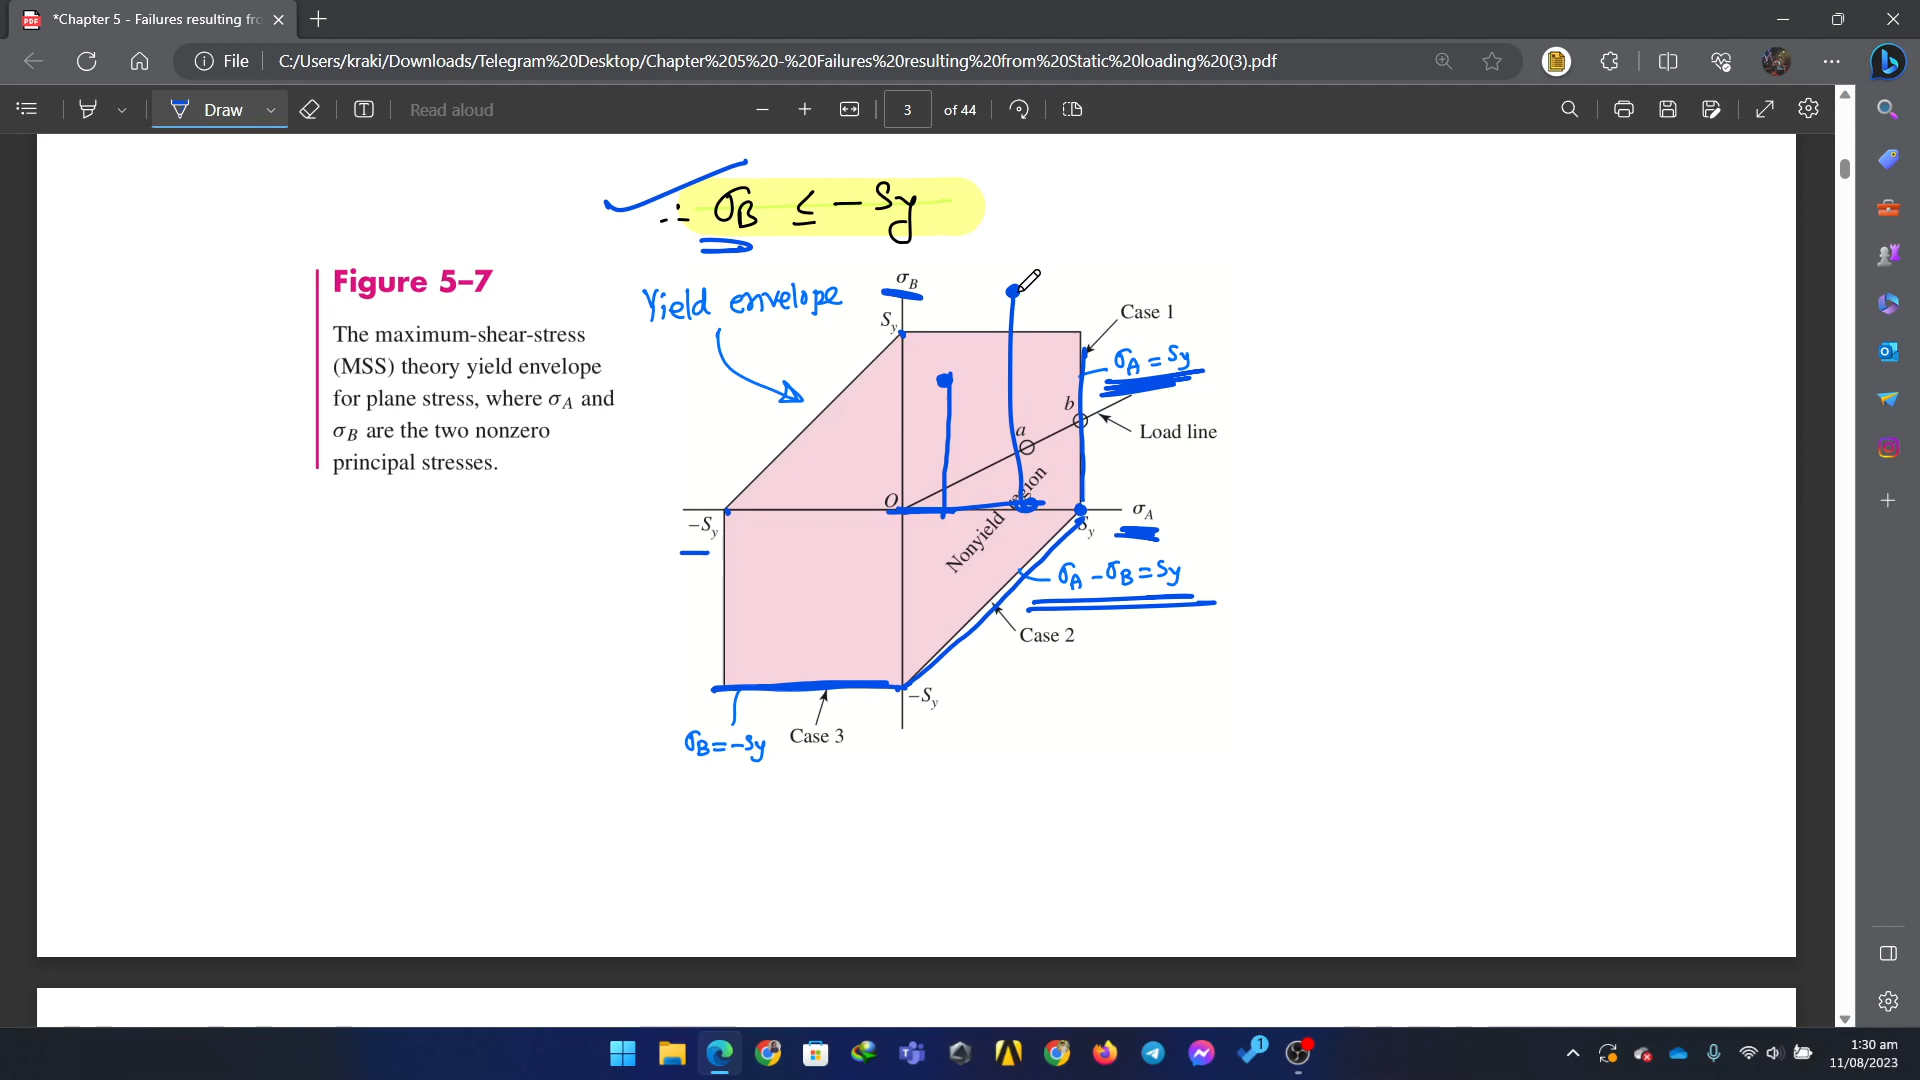 *Chapter 5 - Failures resulting fro
File
C:/Users/kraki/Downloads/Telegram%20Desktop/Chapter%205%20-%20Failures%20resulting%20from%20Static%20loading%20(3).pdf
Draw
Read aloud
3
of 44
∴ σB ≤ −Sy
Figure 5–7
The maximum-shear-stress
(MSS) theory yield envelope
for plane stress, where σA and
σB are the two nonzero
principal stresses.
Yield envelope
σB
Sy
Case 1
σA = Sy
b
a
Load line
O
Nonyield region
−Sy
Sy
σA
σA − σB = Sy
Case 2
−Sy
σB = −Sy
Case 3
1
1:30 am
11/08/2023